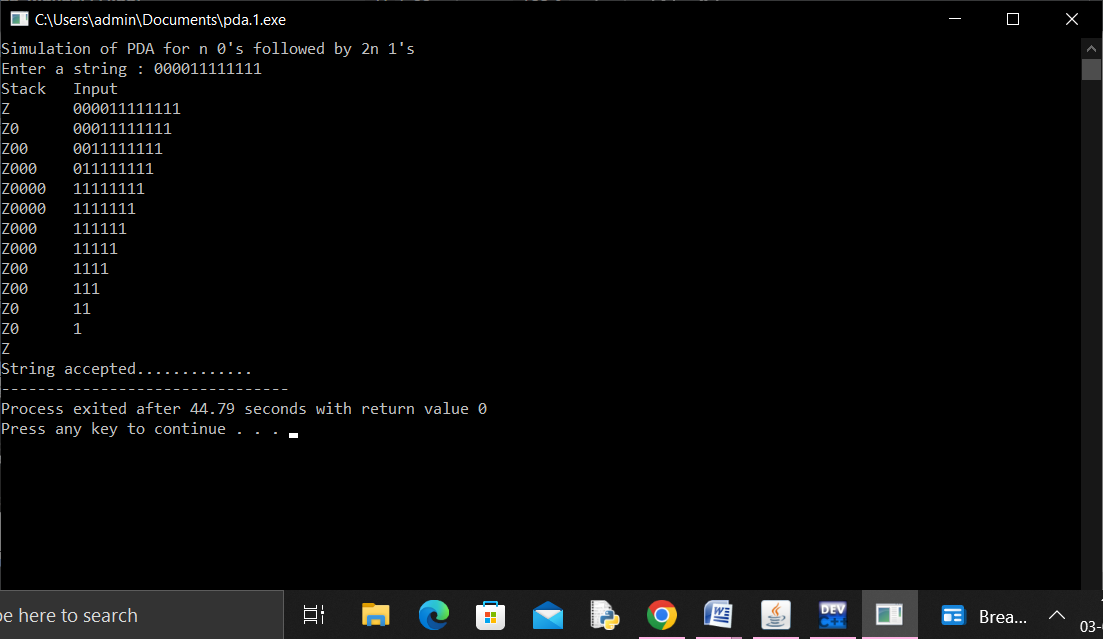 C:\Users\admin\Documents\pda.1.exe
Simulation of PDA for n 0's followed by 2n 1's
Enter a string : 000011111111
Stack   Input
Z       000011111111
Z0      00011111111
Z00     0011111111
Z000    011111111
Z0000   11111111
Z0000   1111111
Z000    111111
Z000    11111
Z00     1111
Z00     111
Z0      11
Z0      1
Z
String accepted.............
--------------------------------
Process exited after 44.79 seconds with return value 0
Press any key to continue . . .
pe here to search
W
DEV
C++
Brea...
03-